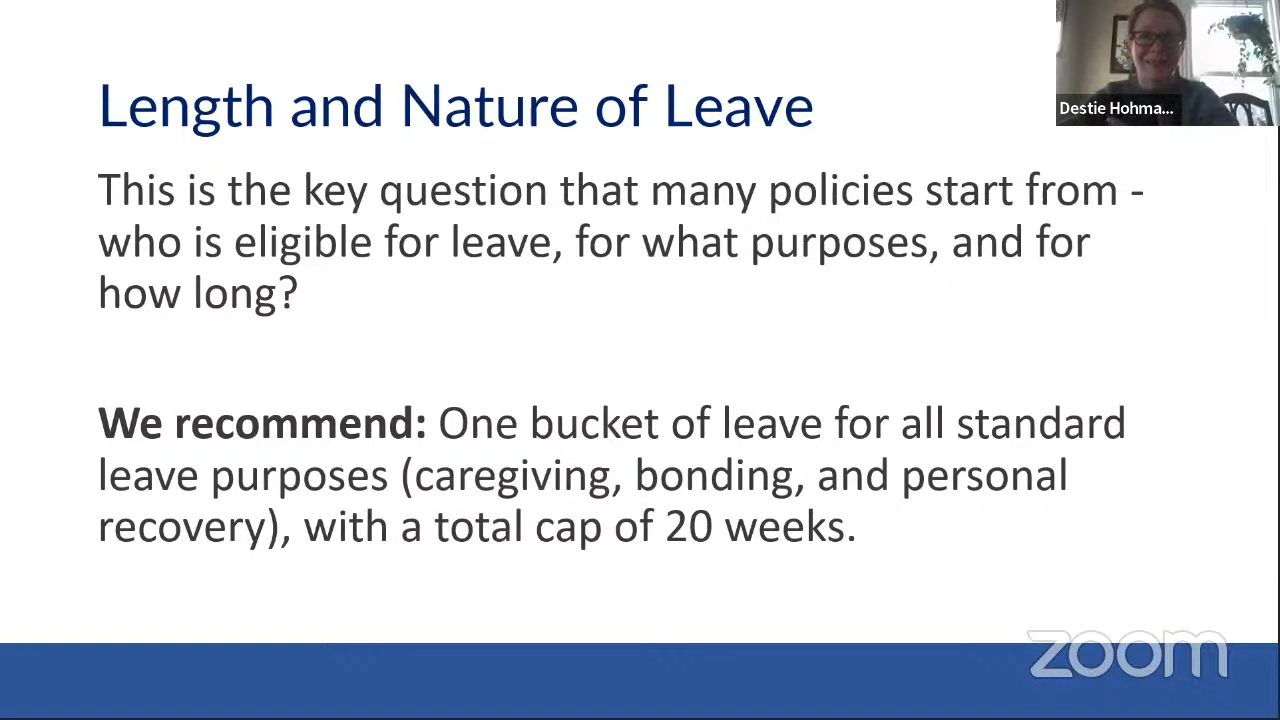 Destie Hohma...
Length and Nature of Leave
This is the key question that many policies start from -
who is eligible for leave, for what purposes, and for
how long?
We recommend: One bucket of leave for all standard
leave purposes (caregiving, bonding, and personal
recovery), with a total cap of 20 weeks.
zoom